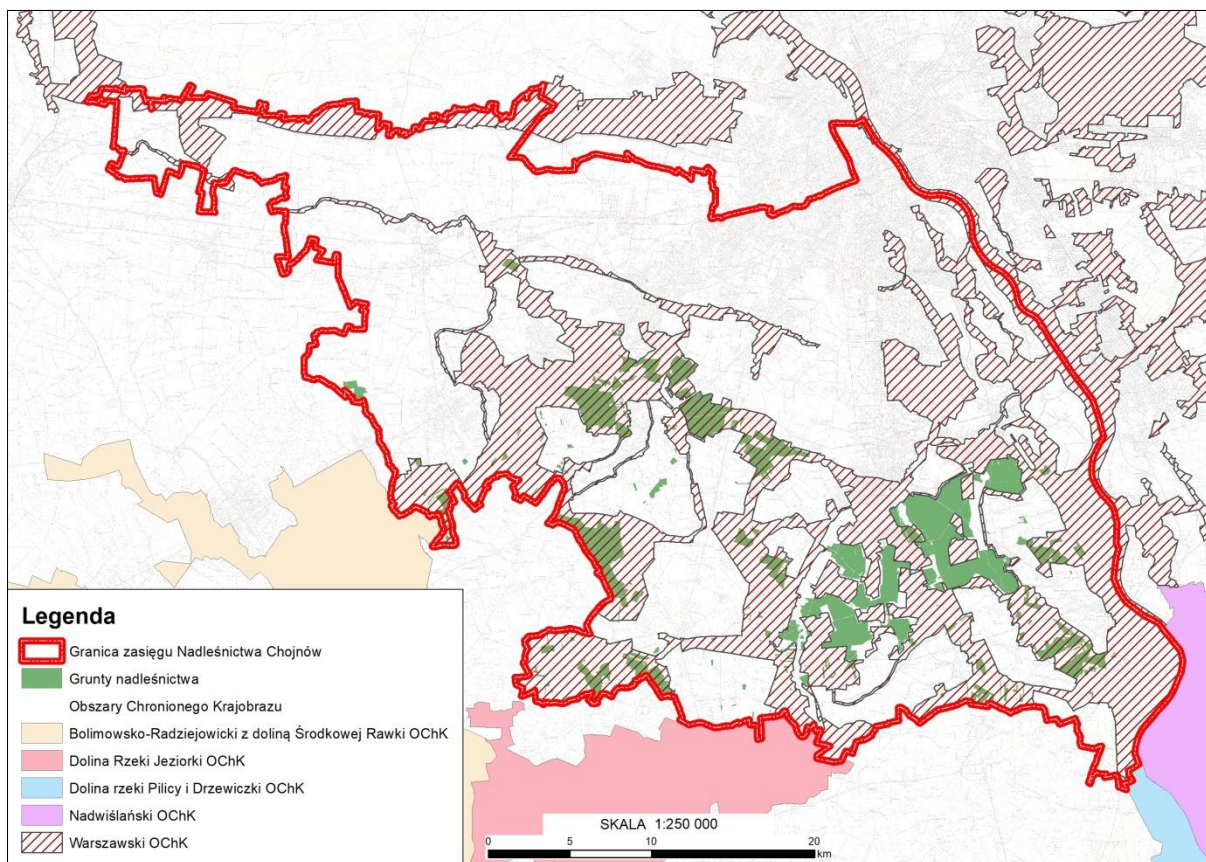 Legenda
Granica zasięgu Nadleśnictwa Chojnów
Grunty nadleśnictwa
Obszary Chronionego Krajobrazu
Bolimowsko-Radziejowicki z doliną Środkowej Rawki OChK
Dolina Rzeki Jeziorki OChK
Dolina rzeki Pilicy i Drzewiczki OChK
Nadwiślański OChK
Warszawski OChK
SKALA 1:250 000
0 5 10 20
km